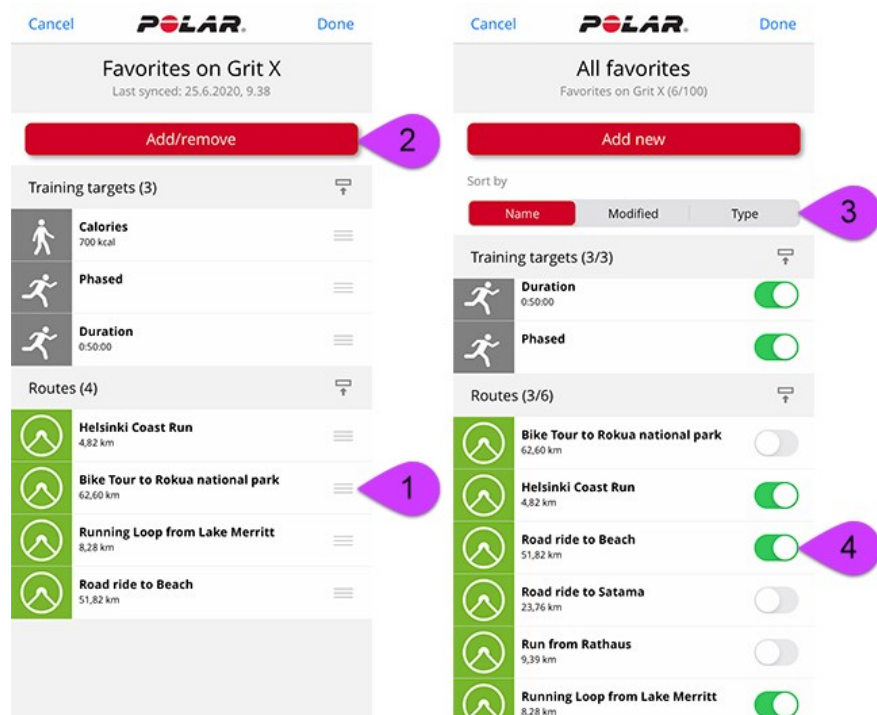 Cancel
POLAR.
Done
Favorites on Grit X
Last synced: 25.6.2020, 9.38
Add/remove
2
Training targets (3)
Calories
700 kcal
Phased
Duration
0:50:00
Routes (4)
Helsinki Coast Run
4,82 km
Bike Tour to Rokua national park
62,60 km
1
Running Loop from Lake Merritt
8,28 km
Road ride to Beach
51,82 km
Cancel
POLAR.
Done
All favorites
Favorites on Grit X (6/100)
Add new
Sort by
Name Modified Type
3
Training targets (3/3)
Duration
0:50:00
Phased
Routes (3/6)
Bike Tour to Rokua national park
62,60 km
Helsinki Coast Run
4,82 km
Road ride to Beach
51,82 km
4
Road ride to Satama
23,76 km
Run from Rathaus
9,39 km
Running Loop from Lake Merritt
8,28 km